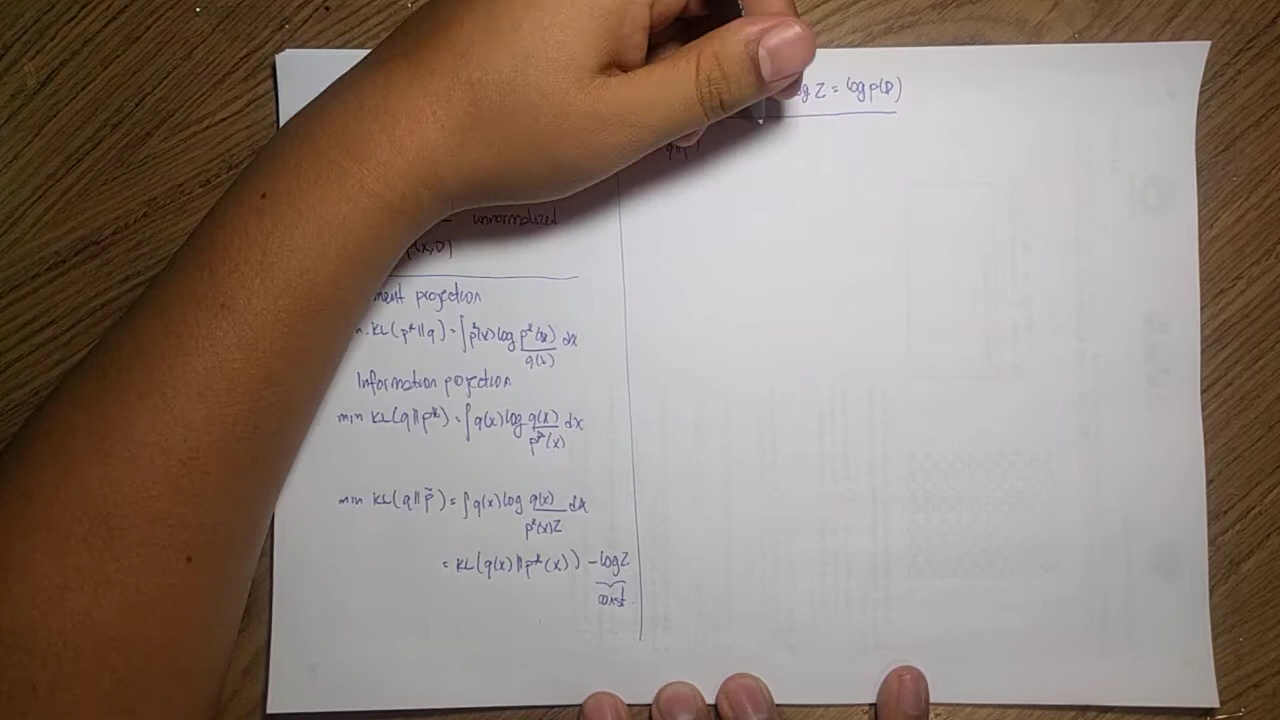 unnormalized
p(x,D)
ment projection
n. KL(p*||q) = ∫p*(x) log p*(x)/q(x) dx
Information projection
min KL(q||p*) = ∫q(x) log q(x)/p*(x) dx
min KL(q||p̃) = ∫q(x) log q(x)/p*(x)Z dx
= KL(q(x)||p*(x)) - log Z
const.
og Z = log p(D)